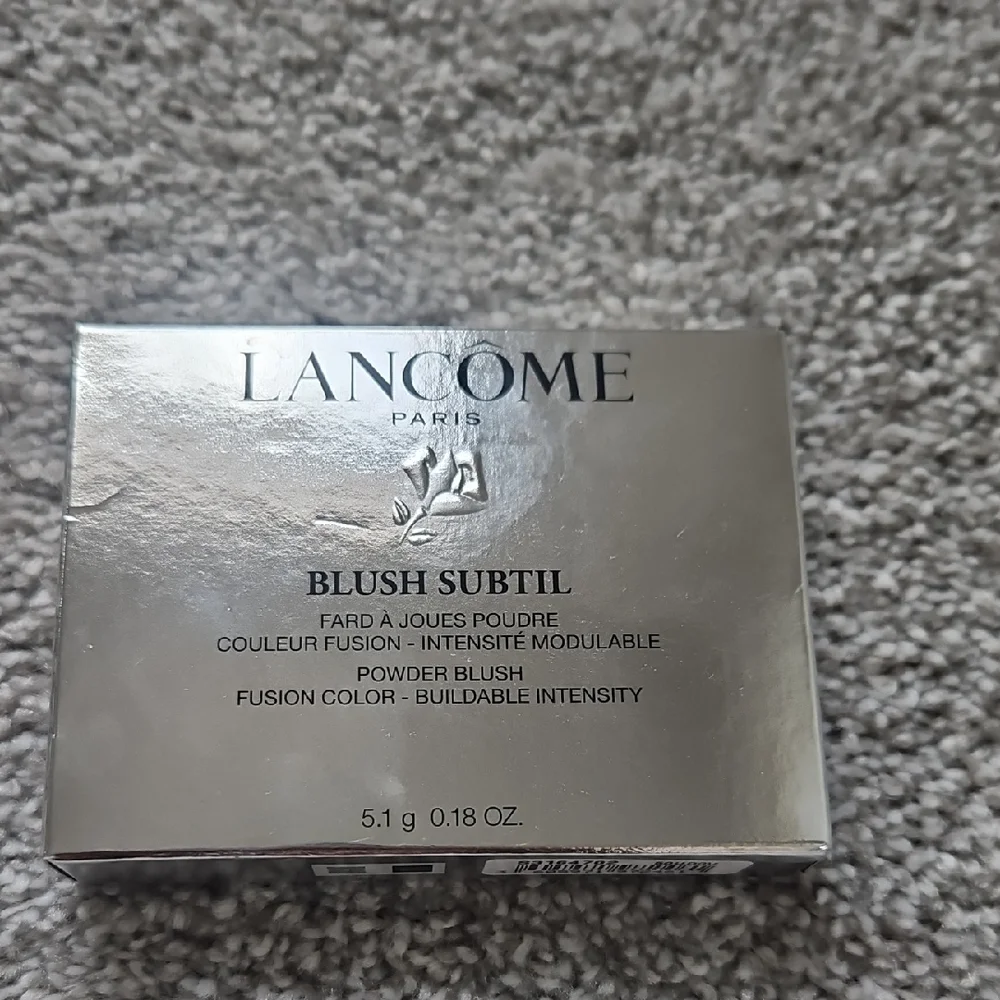 LANCÔME
PARIS
BLUSH SUBTIL
FARD À JOUES POUDRE
COULEUR FUSION - INTENSITÉ MODULABLE
POWDER BLUSH
FUSION COLOR - BUILDABLE INTENSITY
5.1 g 0.18 OZ.